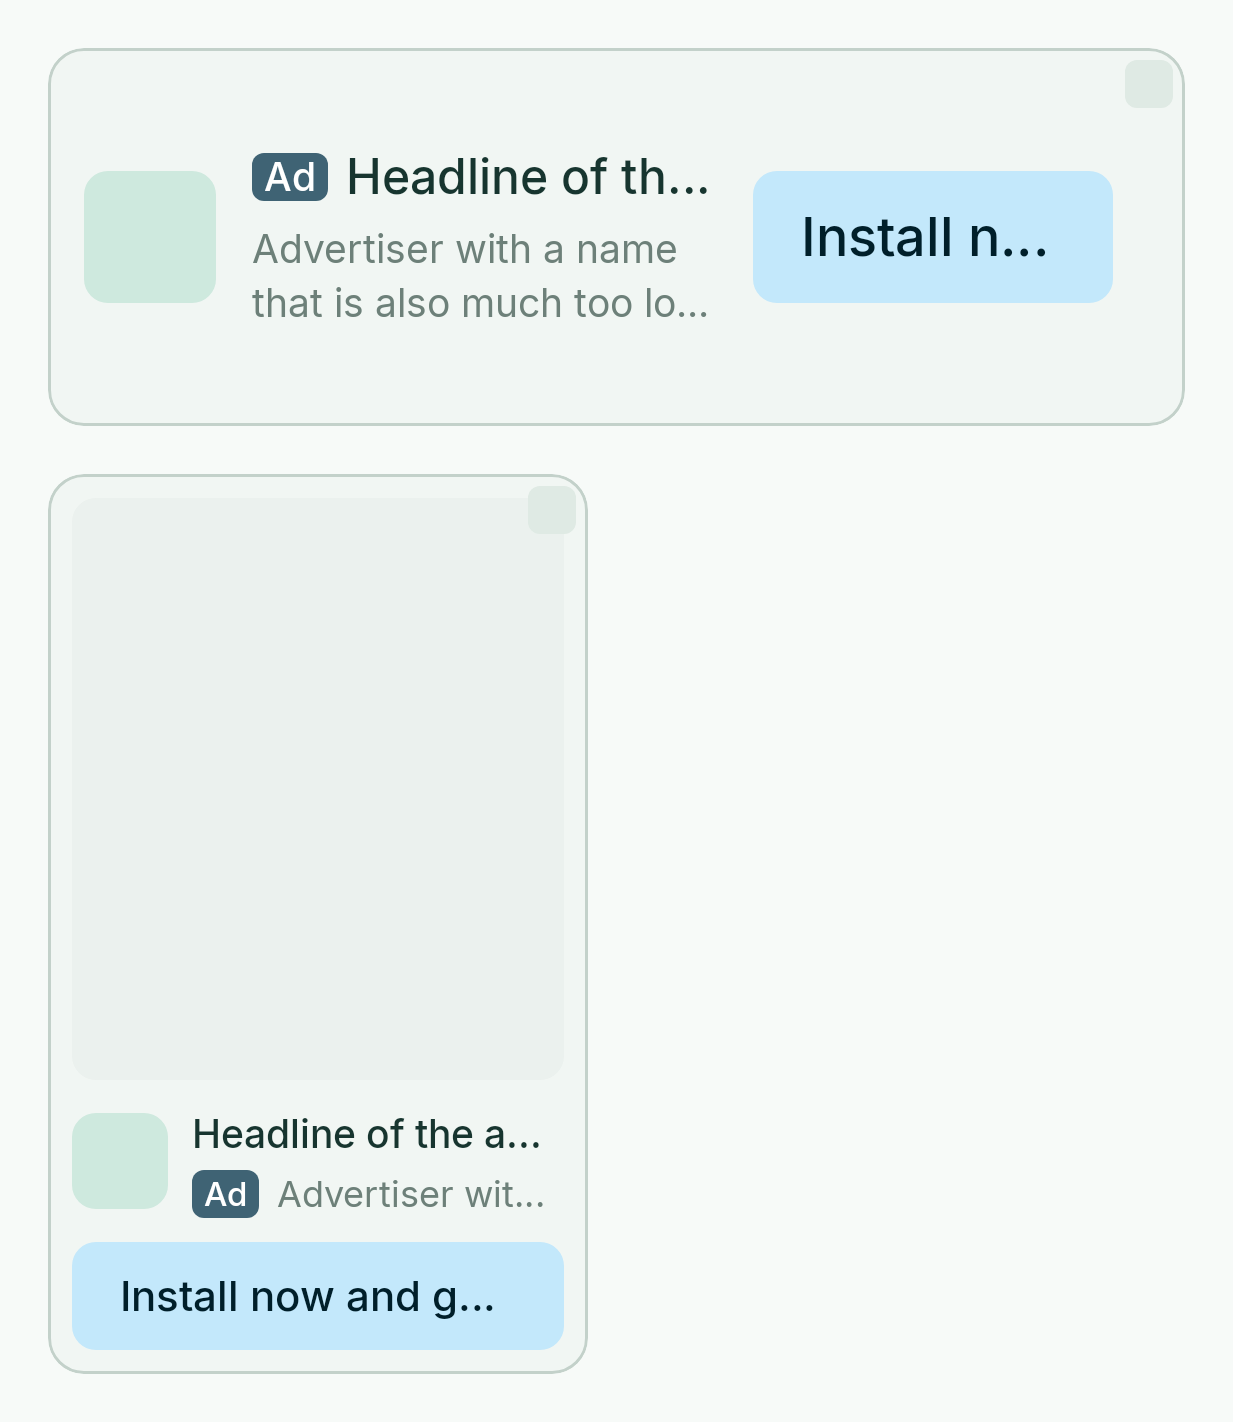 Ad Headline of th...
Advertiser with a name
that is also much too lo...
Install n...
Headline of the a...
Ad Advertiser wit...
Install now and g...